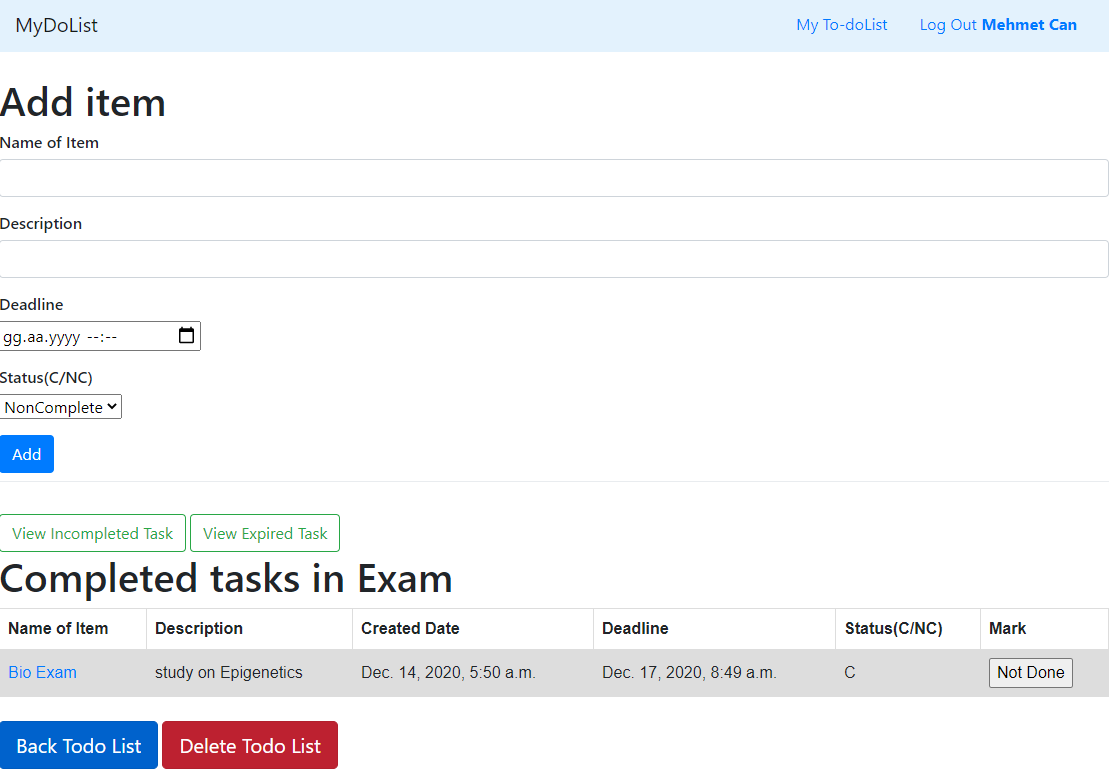 MyDoList My To-doList Log Out Mehmet Can
Add item
Name of Item
Description
Deadline
gg.aa.yyyy --:--
Status(C/NC)
NonComplete
Add
View Incompleted Task View Expired Task
Completed tasks in Exam
Name of Item Description Created Date Deadline Status(C/NC) Mark
Bio Exam study on Epigenetics Dec. 14, 2020, 5:50 a.m. Dec. 17, 2020, 8:49 a.m. C Not Done
Back Todo List Delete Todo List